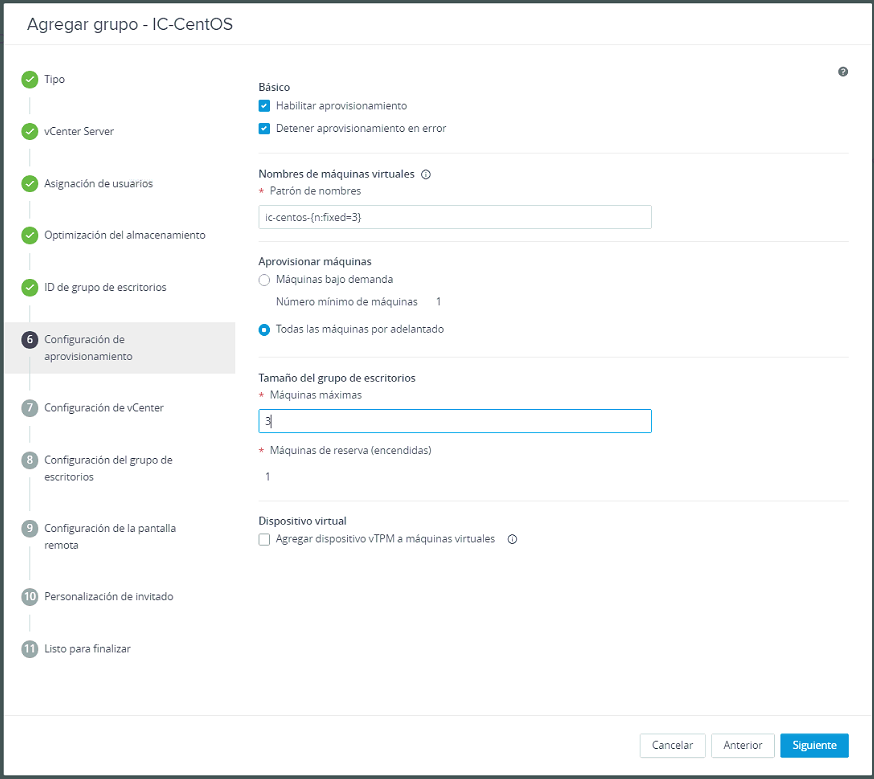 Agregar grupo - IC-CentOS
Tipo
vCenter Server
Asignación de usuarios
Optimización del almacenamiento
ID de grupo de escritorios
6 Configuración de
aprovisionamiento
7 Configuración de vCenter
8 Configuración del grupo de
escritorios
9 Configuración de la pantalla
remota
10 Personalización de invitado
11 Listo para finalizar
?
Básico
Habilitar aprovisionamiento
Detener aprovisionamiento en error
Nombres de máquinas virtuales
* Patrón de nombres
ic-centos-{n:fixed=3}
Aprovisionar máquinas
Máquinas bajo demanda
Número mínimo de máquinas 1
Todas las máquinas por adelantado
Tamaño del grupo de escritorios
* Máquinas máximas
3
* Máquinas de reserva (encendidas)
1
Dispositivo virtual
Agregar dispositivo vTPM a máquinas virtuales
Cancelar Anterior Siguiente